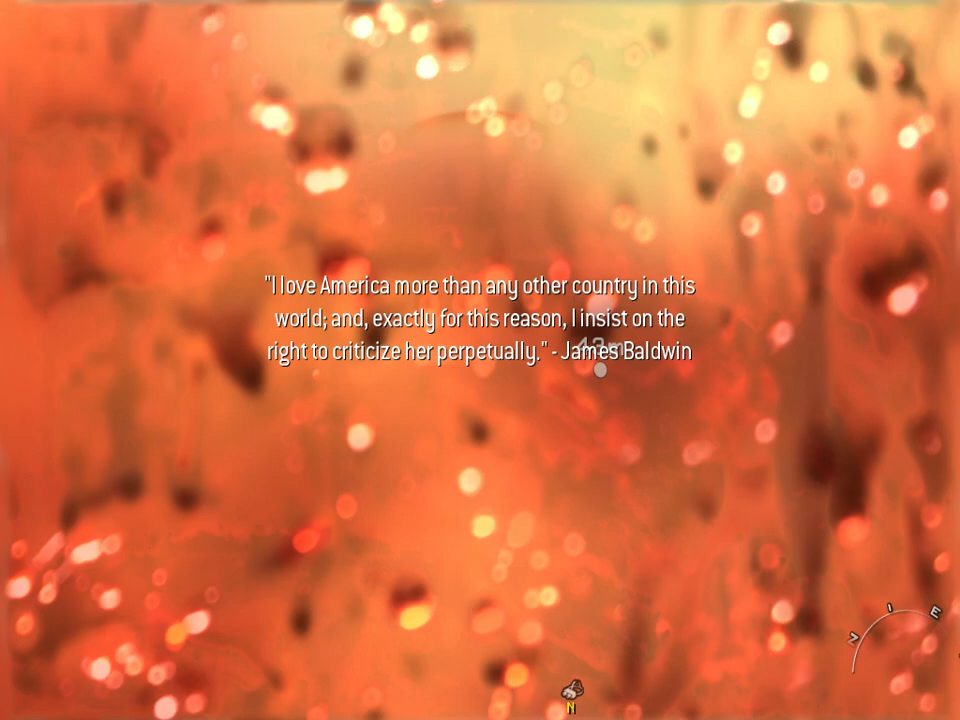 "I love America more than any other country in this
world; and, exactly for this reason, I insist on the
right to criticize her perpetually." - James Baldwin
43m
N
E
N